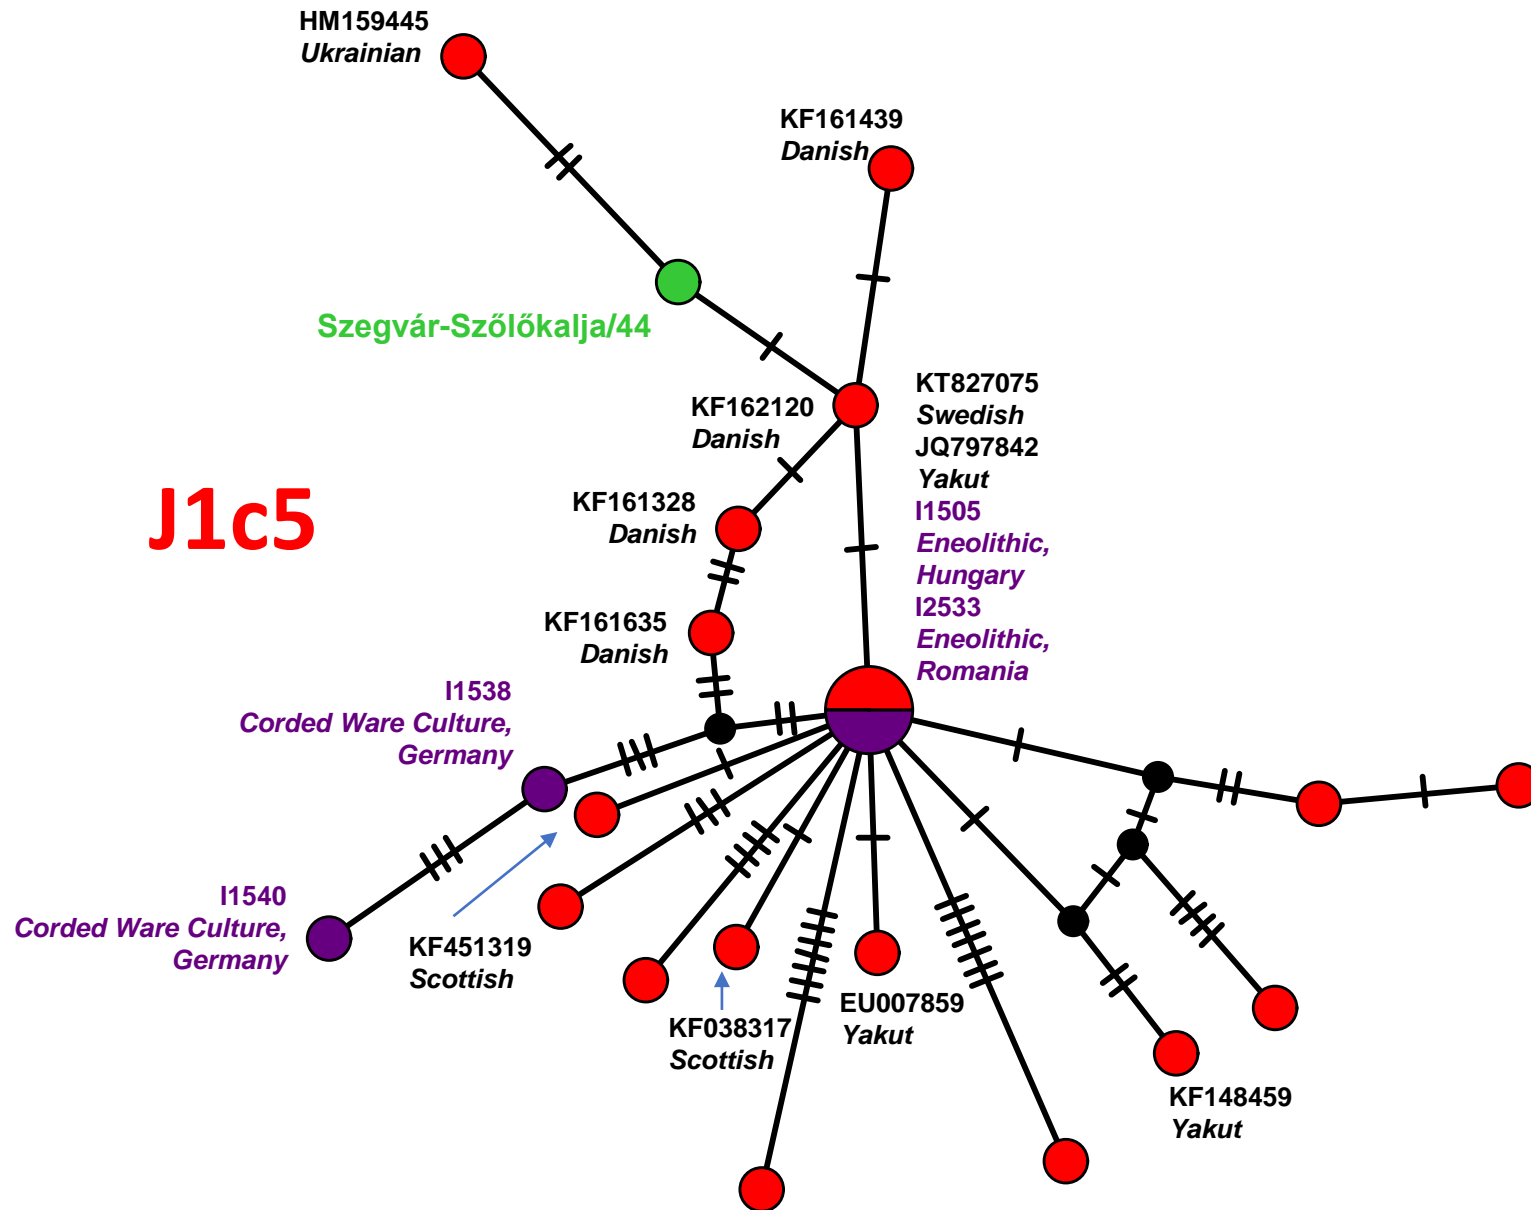 HM159445
Ukrainian
KF161439
Danish
Szegvár-Szőlőkalja/44
KT827075
Swedish
JQ797842
Yakut
I1505
Eneolithic,
Hungary
I2533
Eneolithic,
Romania
KF162120
Danish
J1c5
KF161328
Danish
KF161635
Danish
I1538
Corded Ware Culture,
Germany
I1540
Corded Ware Culture,
Germany
KF451319
Scottish
KF038317
Scottish
EU007859
Yakut
KF148459
Yakut